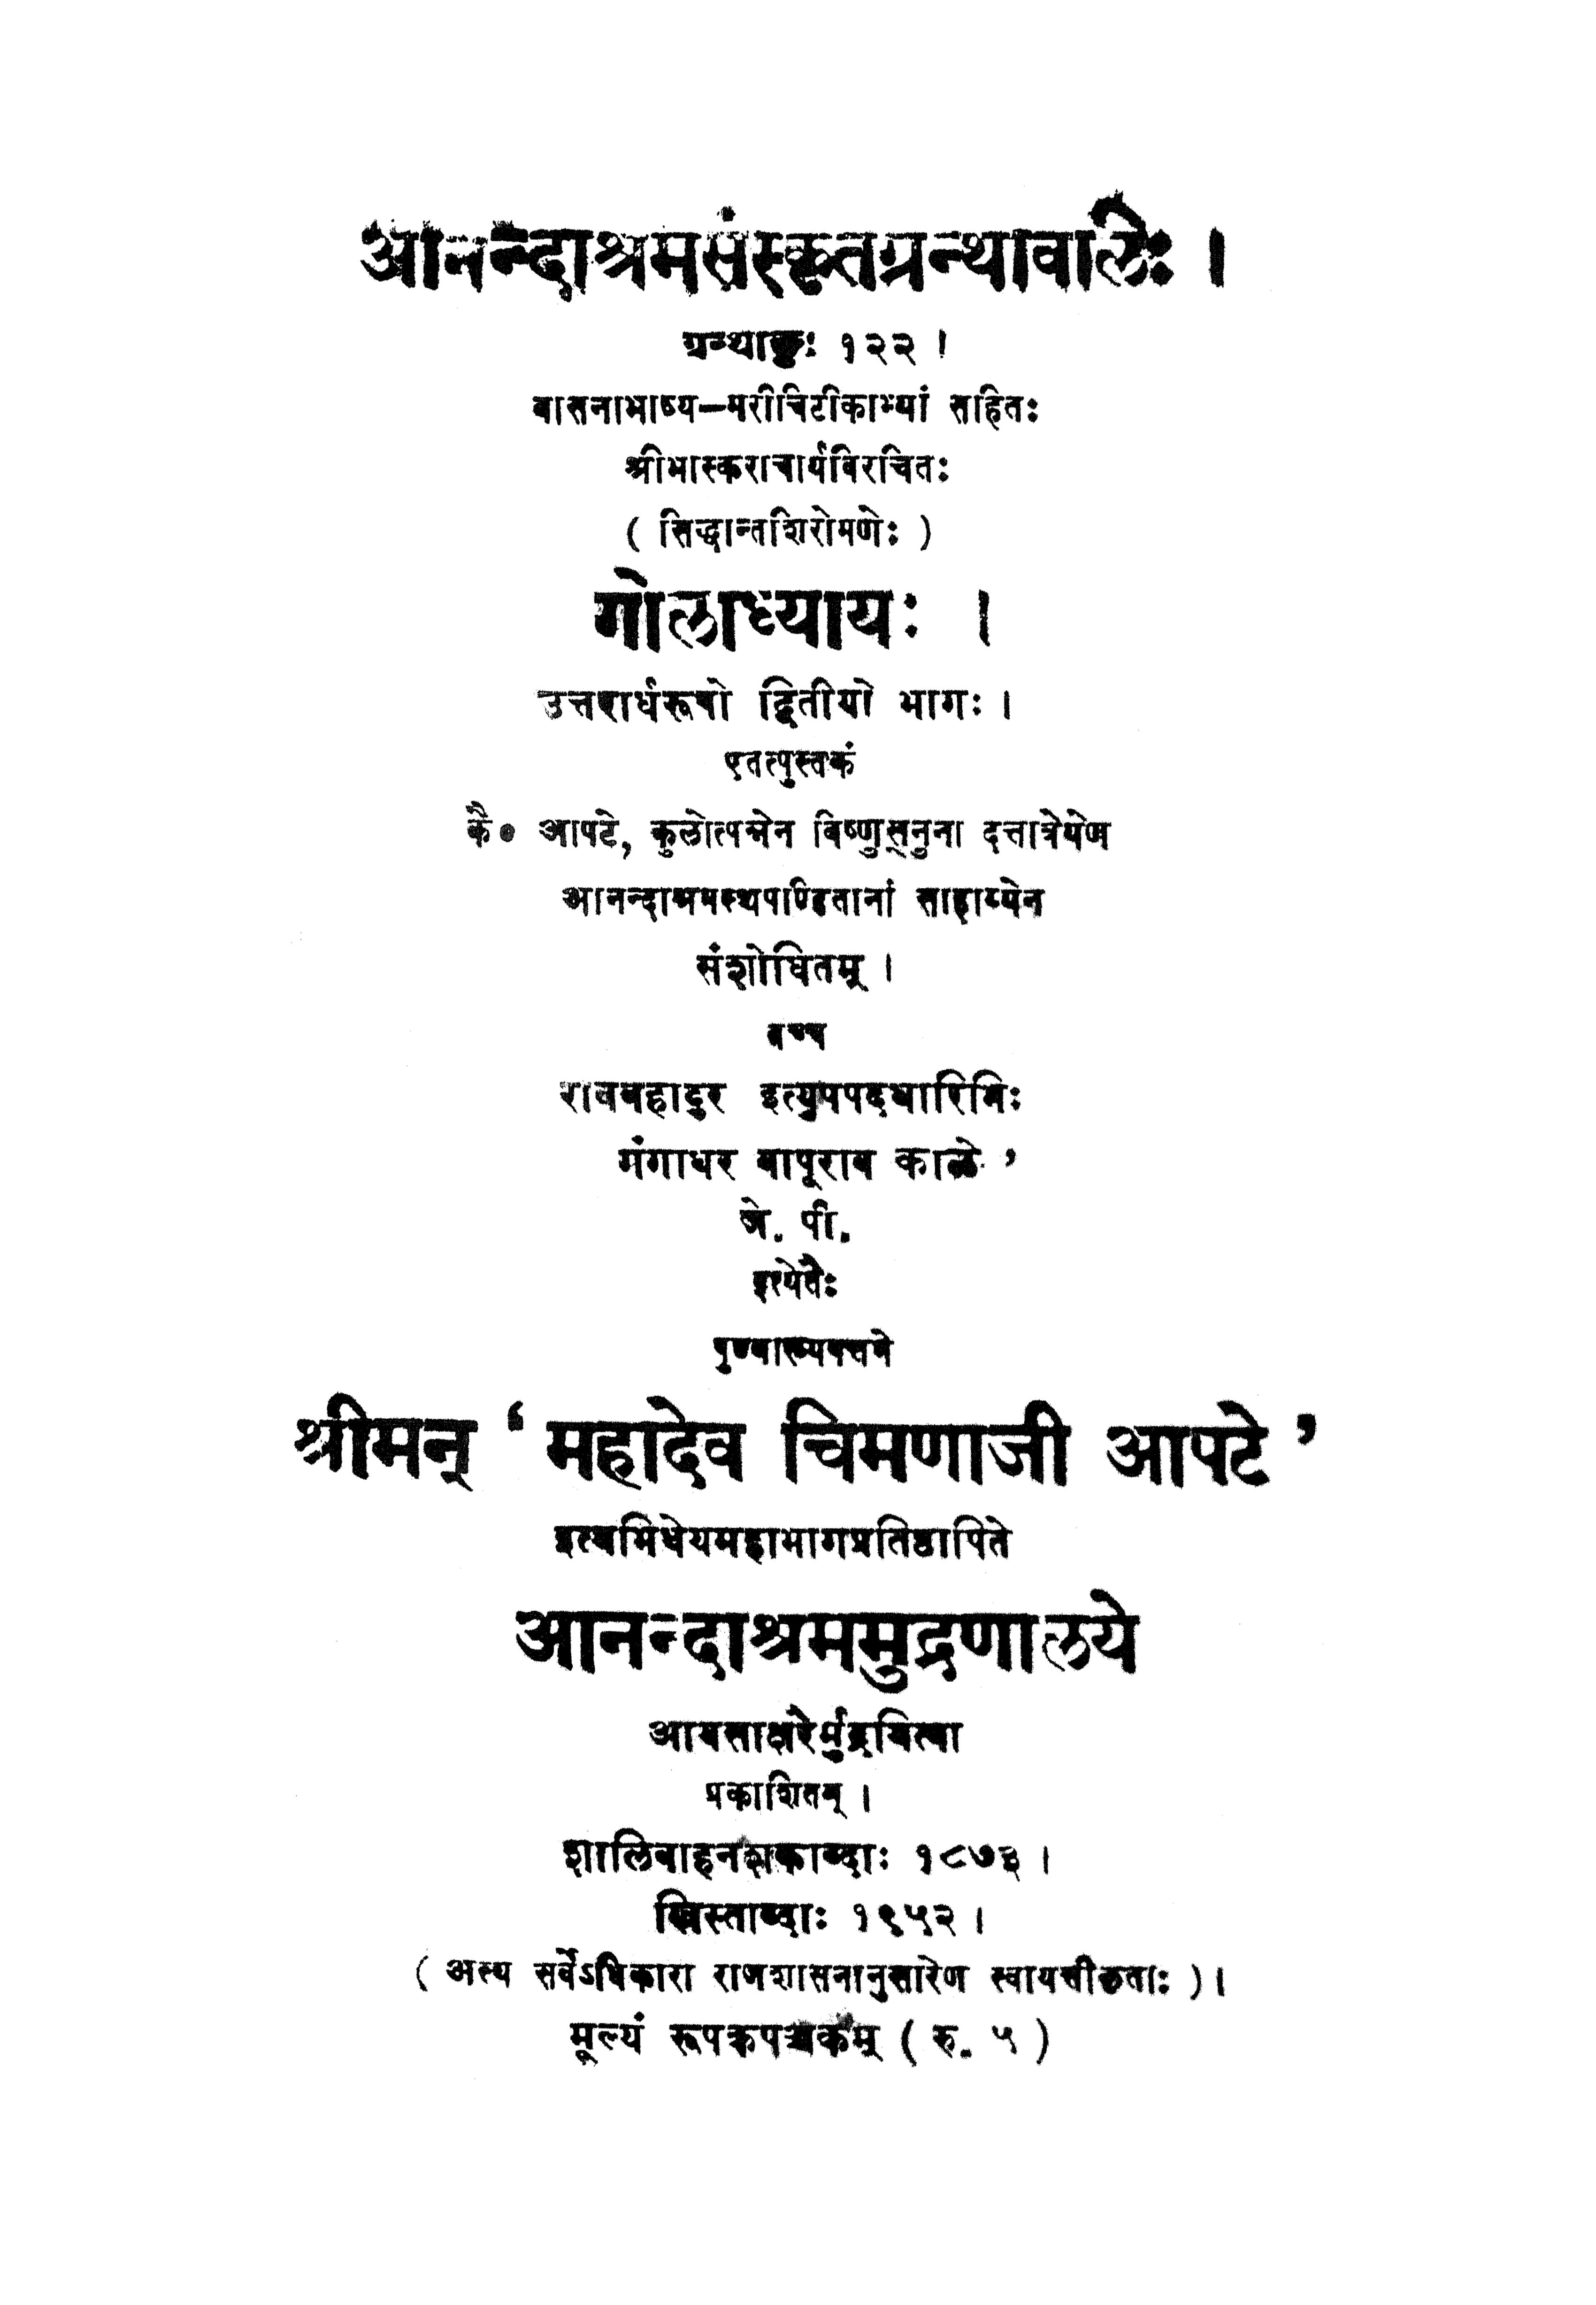 आनन्दाश्रमसंस्कृतग्रन्थावलिः ।
ग्रन्थाङ्कः १२२ ।
वासनाभाष्य—मरीचिटीकाभ्यां सहितः
श्रीभास्कराचार्यविरचितः
( सिद्धान्तशिरोमणेः )
गोलाध्यायः ।
उत्तरार्धरूपो द्वितीयो भागः ।
एतत्पुस्तकं
कै० आपटे, कुलोत्पन्नेन विष्णुसूनुना दत्तात्रेयेण
आनन्दाश्रमस्थपण्डितानां साहाय्येन
संशोधितम् ।
तच्च
रावबहादुर इत्युपपदधारिभिः
गंगाधर बापूराव काळे ’
जे. पी.
इत्येतैः
पुण्याख्यपत्तने
श्रीमन् ‘ महादेव चिमणाजी आपटे ’
इत्यभिधेयमहाभागप्रतिष्ठापिते
आनन्दाश्रममुद्रणालये
आयसाक्षरैर्मुद्रयित्वा
प्रकाशितम् ।
शालिवाहनशकाब्दाः १८७३ ।
ख्रिस्ताब्दाः १९५२ ।
( अस्य सर्वेऽधिकारा राजशासनानुसारेण स्वायत्तीकृताः ) ।
मूल्यं रूपकपञ्चकम् ( रु. ५ )